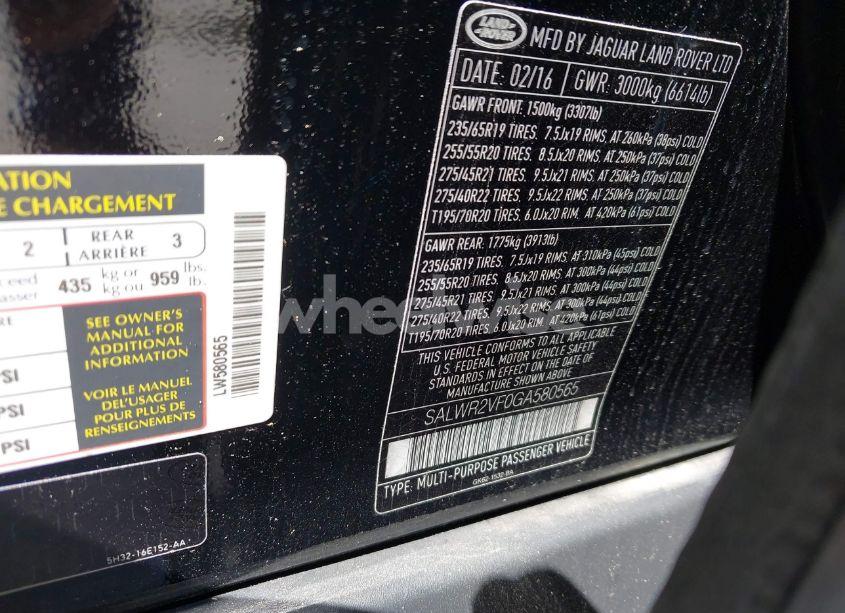 LAND ROVER
MFD BY JAGUAR LAND ROVER LTD
DATE: 02/16 GWR: 3000kg (6614lb)
GAWR FRONT. 1500kg (3307lb)
235/65R19 TIRES. 7.5Jx19 RIMS. AT 260kPa (38psi) COLD
255/55R20 TIRES. 8.5Jx20 RIMS. AT 250kPa (37psi) COLD
275/45R21 TIRES. 9.5Jx21 RIMS. AT 250kPa (37psi) COLD
275/40R22 TIRES. 9.5Jx22 RIMS. AT 250kPa (37psi) COLD
T195/70R20 TIRES. 6.0Jx20 RIM. AT 420kPa (61psi) COLD
GAWR REAR. 1775kg (3913lb)
235/65R19 TIRES. 7.5Jx19 RIMS. AT 310kPa (45psi) COLD
255/55R20 TIRES. 8.5Jx20 RIMS. AT 300kPa (44psi) COLD
275/45R21 TIRES. 9.5Jx21 RIMS. AT 300kPa (44psi) COLD
275/40R22 TIRES. 9.5Jx22 RIMS. AT 300kPa (44psi) COLD
T195/70R20 TIRES. 6.0Jx20 RIM. AT 420kPa (61psi) COLD
THIS VEHICLE CONFORMS TO ALL APPLICABLE
U.S. FEDERAL MOTOR VEHICLE SAFETY
STANDARDS IN EFFECT ON THE DATE OF
MANUFACTURE SHOWN ABOVE.
SALWR2VF0GA580565
TYPE: MULTI-PURPOSE PASSENGER VEHICLE
ATION
E CHARGEMENT
2 REAR 3
ARRIÈRE
ceed 435 kg or 959 lbs.
asser kg ou lb.
RE
SEE OWNER'S
MANUAL FOR
ADDITIONAL
INFORMATION
PSI
VOIR LE MANUEL
DEL'USAGER
POUR PLUS DE
RENSEIGNEMENTS
PSI
PSI
LW580565
5H32-16E152-AA